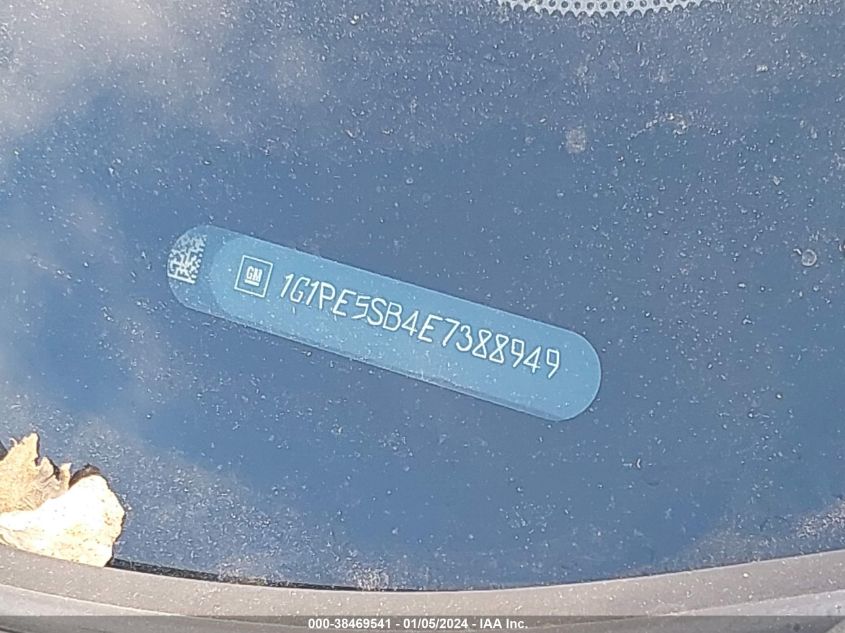 GM
1G1PE5SB4E7388949
000-38469541 - 01/05/2024 - IAA Inc.